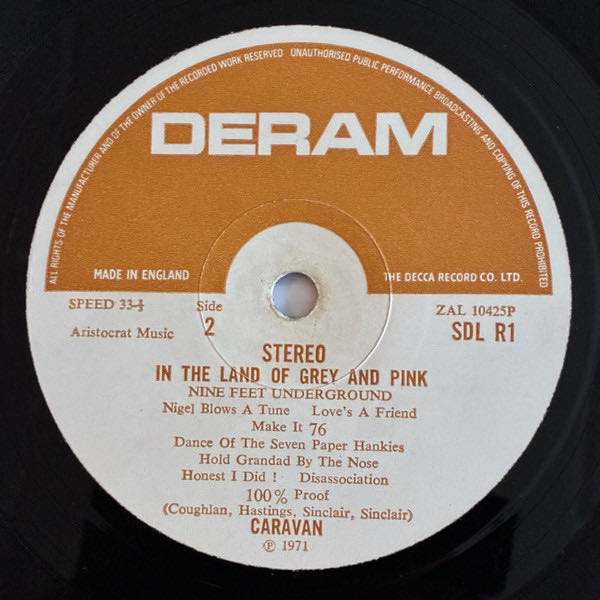 ALL RIGHTS OF THE MANUFACTURER AND OF THE OWNER OF THE RECORDED WORK RESERVED UNAUTHORISED PUBLIC PERFORMANCE BROADCASTING AND COPYING OF THIS RECORD PROHIBITED
DERAM
MADE IN ENGLAND
THE DECCA RECORD CO. LTD.
SPEED 33-⅓
Side
2
ZAL 10425P
Aristocrat Music
SDL R1
STEREO
IN THE LAND OF GREY AND PINK
NINE FEET UNDERGROUND
Nigel Blows A Tune Love's A Friend
Make It 76
Dance Of The Seven Paper Hankies
Hold Grandad By The Nose
Honest I Did ! Disassociation
100% Proof
(Coughlan, Hastings, Sinclair, Sinclair)
CARAVAN
℗ 1971